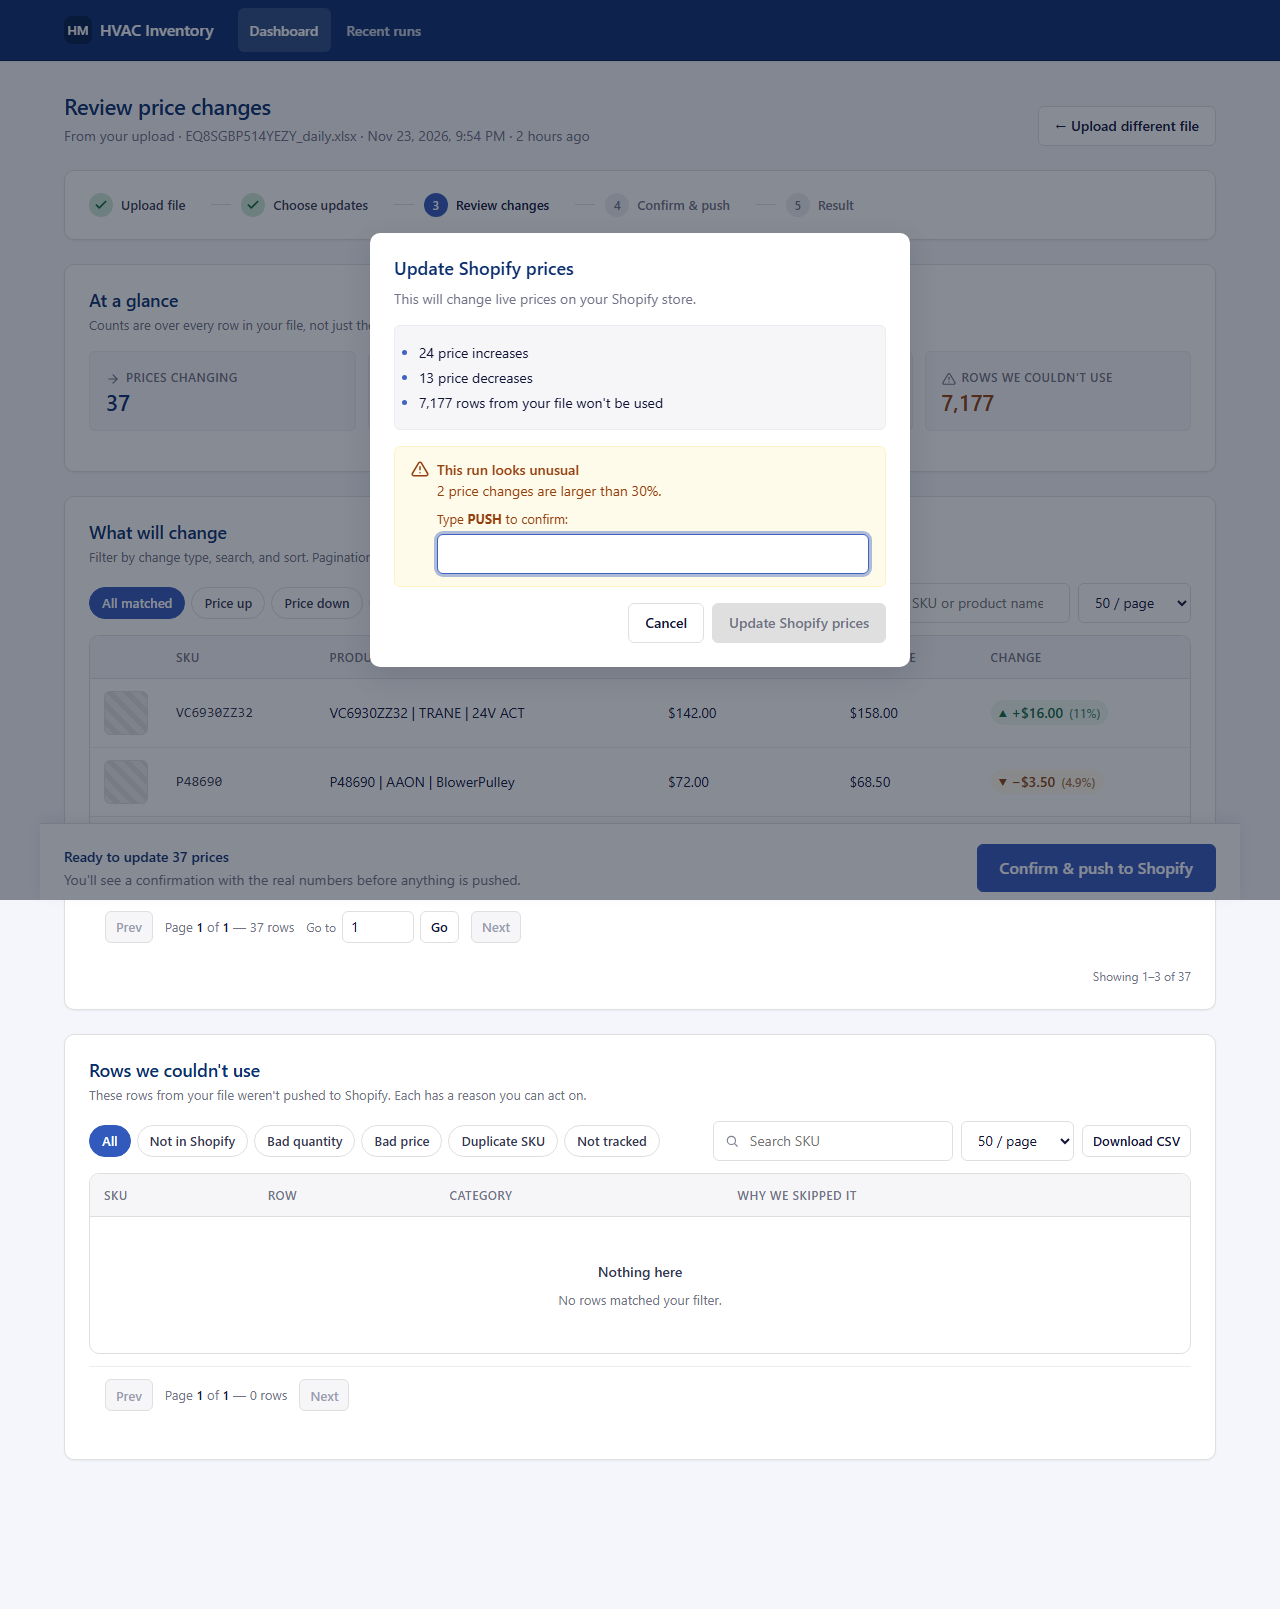 HM HVAC Inventory Dashboard Recent runs
Review price changes
From your upload · EQ8SGBP514YEZY_daily.xlsx · Nov 23, 2026, 9:54 PM · 2 hours ago
← Upload different file
Upload file Choose updates 3 Review changes 4 Confirm & push 5 Result
At a glance
Counts are over every row in your file, not just the
PRICES CHANGING
37
ROWS WE COULDN'T USE
7,177
Update Shopify prices
This will change live prices on your Shopify store.
24 price increases
13 price decreases
7,177 rows from your file won't be used
This run looks unusual
2 price changes are larger than 30%.
Type PUSH to confirm:
Cancel Update Shopify prices
What will change
Filter by change type, search, and sort. Pagination
All matched Price up Price down SKU or product name 50 / page
SKU PRODU E CHANGE
VC6930ZZ32 VC6930ZZ32 | TRANE | 24V ACT $142.00 $158.00 ▲ +$16.00 (11%)
P48690 P48690 | AAON | BlowerPulley $72.00 $68.50 ▼ −$3.50 (4.9%)
Ready to update 37 prices
You'll see a confirmation with the real numbers before anything is pushed.
Confirm & push to Shopify
Prev Page 1 of 1 — 37 rows Go to 1 Go Next
Showing 1–3 of 37
Rows we couldn't use
These rows from your file weren't pushed to Shopify. Each has a reason you can act on.
All Not in Shopify Bad quantity Bad price Duplicate SKU Not tracked Search SKU 50 / page Download CSV
SKU ROW CATEGORY WHY WE SKIPPED IT
Nothing here
No rows matched your filter.
Prev Page 1 of 1 — 0 rows Next